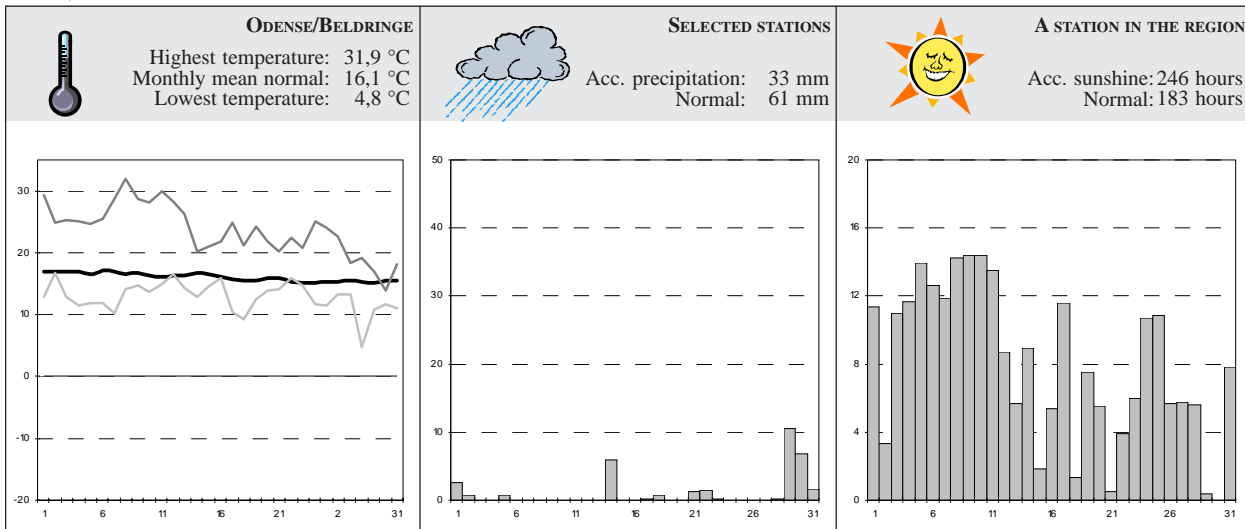 ODENSE/BELDRINGE
Highest temperature: 31,9 °C
Monthly mean normal: 16,1 °C
Lowest temperature: 4,8 °C
30
20
10
0
-10
-20
1 6 11 16 21 2 31
SELECTED STATIONS
Acc. precipitation: 33 mm
Normal: 61 mm
50
40
30
20
10
0
1 6 11 16 21 26 31
A STATION IN THE REGION
Acc. sunshine: 246 hours
Normal: 183 hours
20
16
12
8
4
0
1 6 11 16 21 26 31